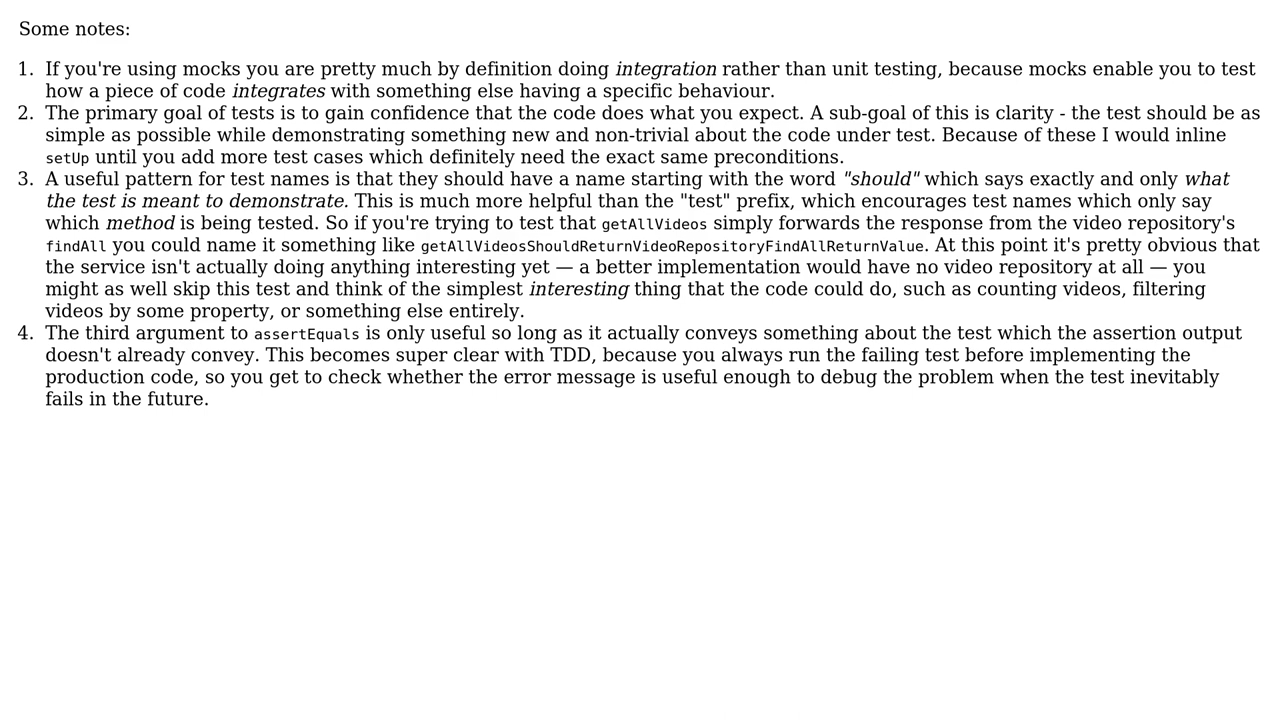 Some notes:
1. If you're using mocks you are pretty much by definition doing integration rather than unit testing, because mocks enable you to test
how a piece of code integrates with something else having a specific behaviour.
2. The primary goal of tests is to gain confidence that the code does what you expect. A sub-goal of this is clarity - the test should be as
simple as possible while demonstrating something new and non-trivial about the code under test. Because of these I would inline
setUp until you add more test cases which definitely need the exact same preconditions.
3. A useful pattern for test names is that they should have a name starting with the word "should" which says exactly and only what
the test is meant to demonstrate. This is much more helpful than the "test" prefix, which encourages test names which only say
which method is being tested. So if you're trying to test that getAllVideos simply forwards the response from the video repository's
findAll you could name it something like getAllVideosShouldReturnVideoRepositoryFindAllReturnValue. At this point it's pretty obvious that
the service isn't actually doing anything interesting yet — a better implementation would have no video repository at all — you
might as well skip this test and think of the simplest interesting thing that the code could do, such as counting videos, filtering
videos by some property, or something else entirely.
4. The third argument to assertEquals is only useful so long as it actually conveys something about the test which the assertion output
doesn't already convey. This becomes super clear with TDD, because you always run the failing test before implementing the
production code, so you get to check whether the error message is useful enough to debug the problem when the test inevitably
fails in the future.